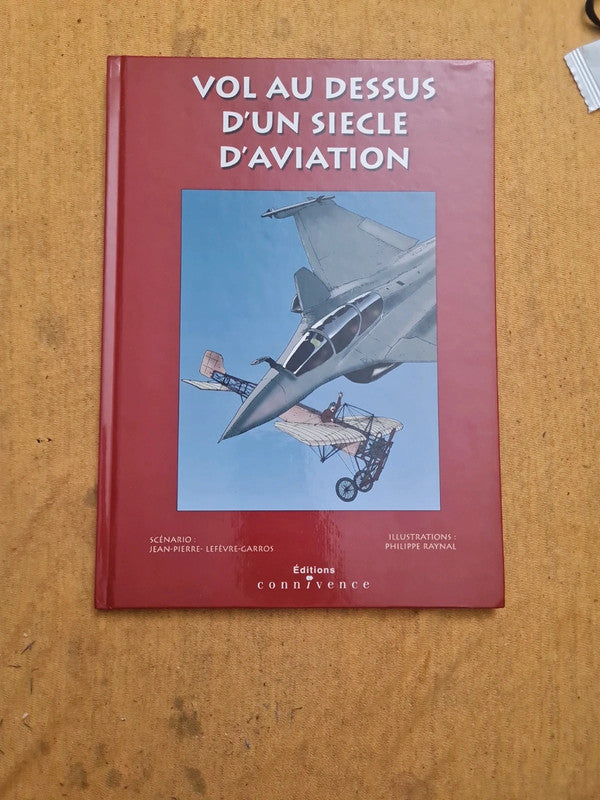 VOL AU DESSUS
D'UN SIECLE
D'AVIATION
SCÉNARIO :
JEAN-PIERRE- LEFÈVRE-GARROS
ILLUSTRATIONS :
PHILIPPE RAYNAL
Éditions
connivence